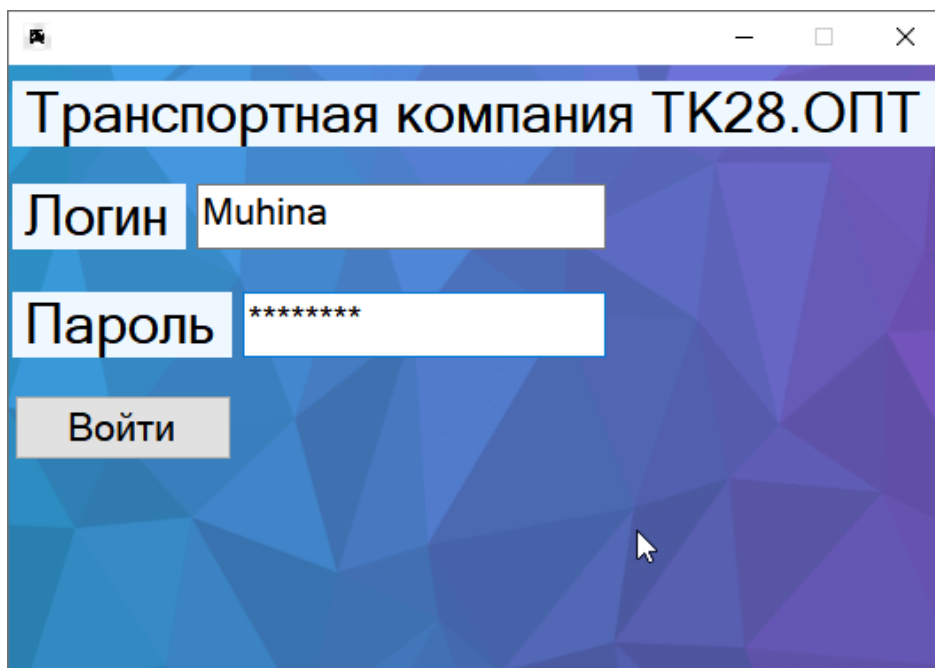 Транспортная компания ТК28.ОПТ
Логин Muhina
Пароль ********
Войти